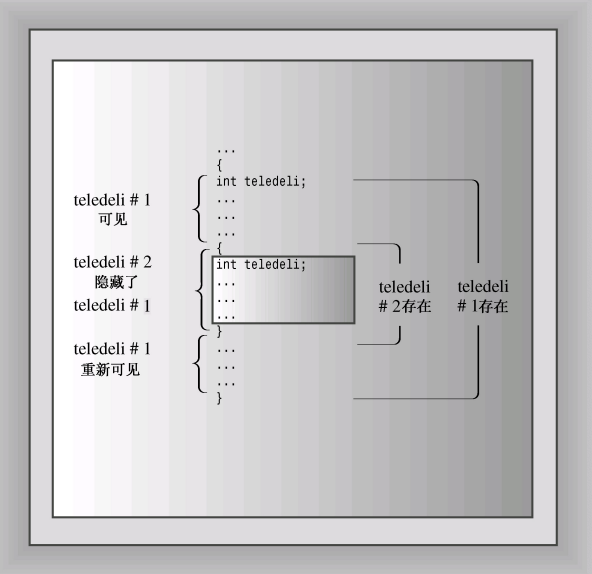 ...
{
int teledeli;
...
...
...
{
int teledeli;
...
...
...
}
...
...
...
}
teledeli # 1
可见
teledeli # 2
隐藏了
teledeli # 1
teledeli # 1
重新可见
teledeli
# 2存在
teledeli
# 1存在